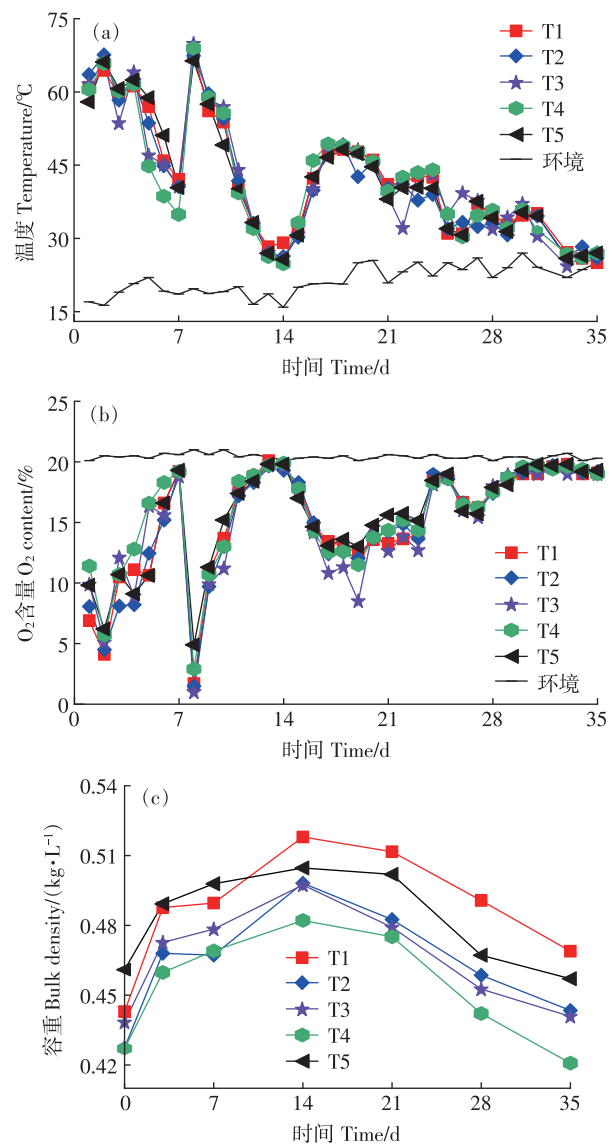 (a)
75
60
45
30
15
温度 Temperature/℃
T1
T2
T3
T4
T5
环境
0 7 14 21 28 35
时间 Time/d
(b)
25
20
15
10
5
0
O₂含量 O₂ content/%
T1
T2
T3
T4
T5
环境
0 7 14 21 28 35
时间 Time/d
(c)
0.54
0.51
0.48
0.45
0.42
容重 Bulk density/(kg·L⁻¹)
T1
T2
T3
T4
T5
0 7 14 21 28 35
时间 Time/d